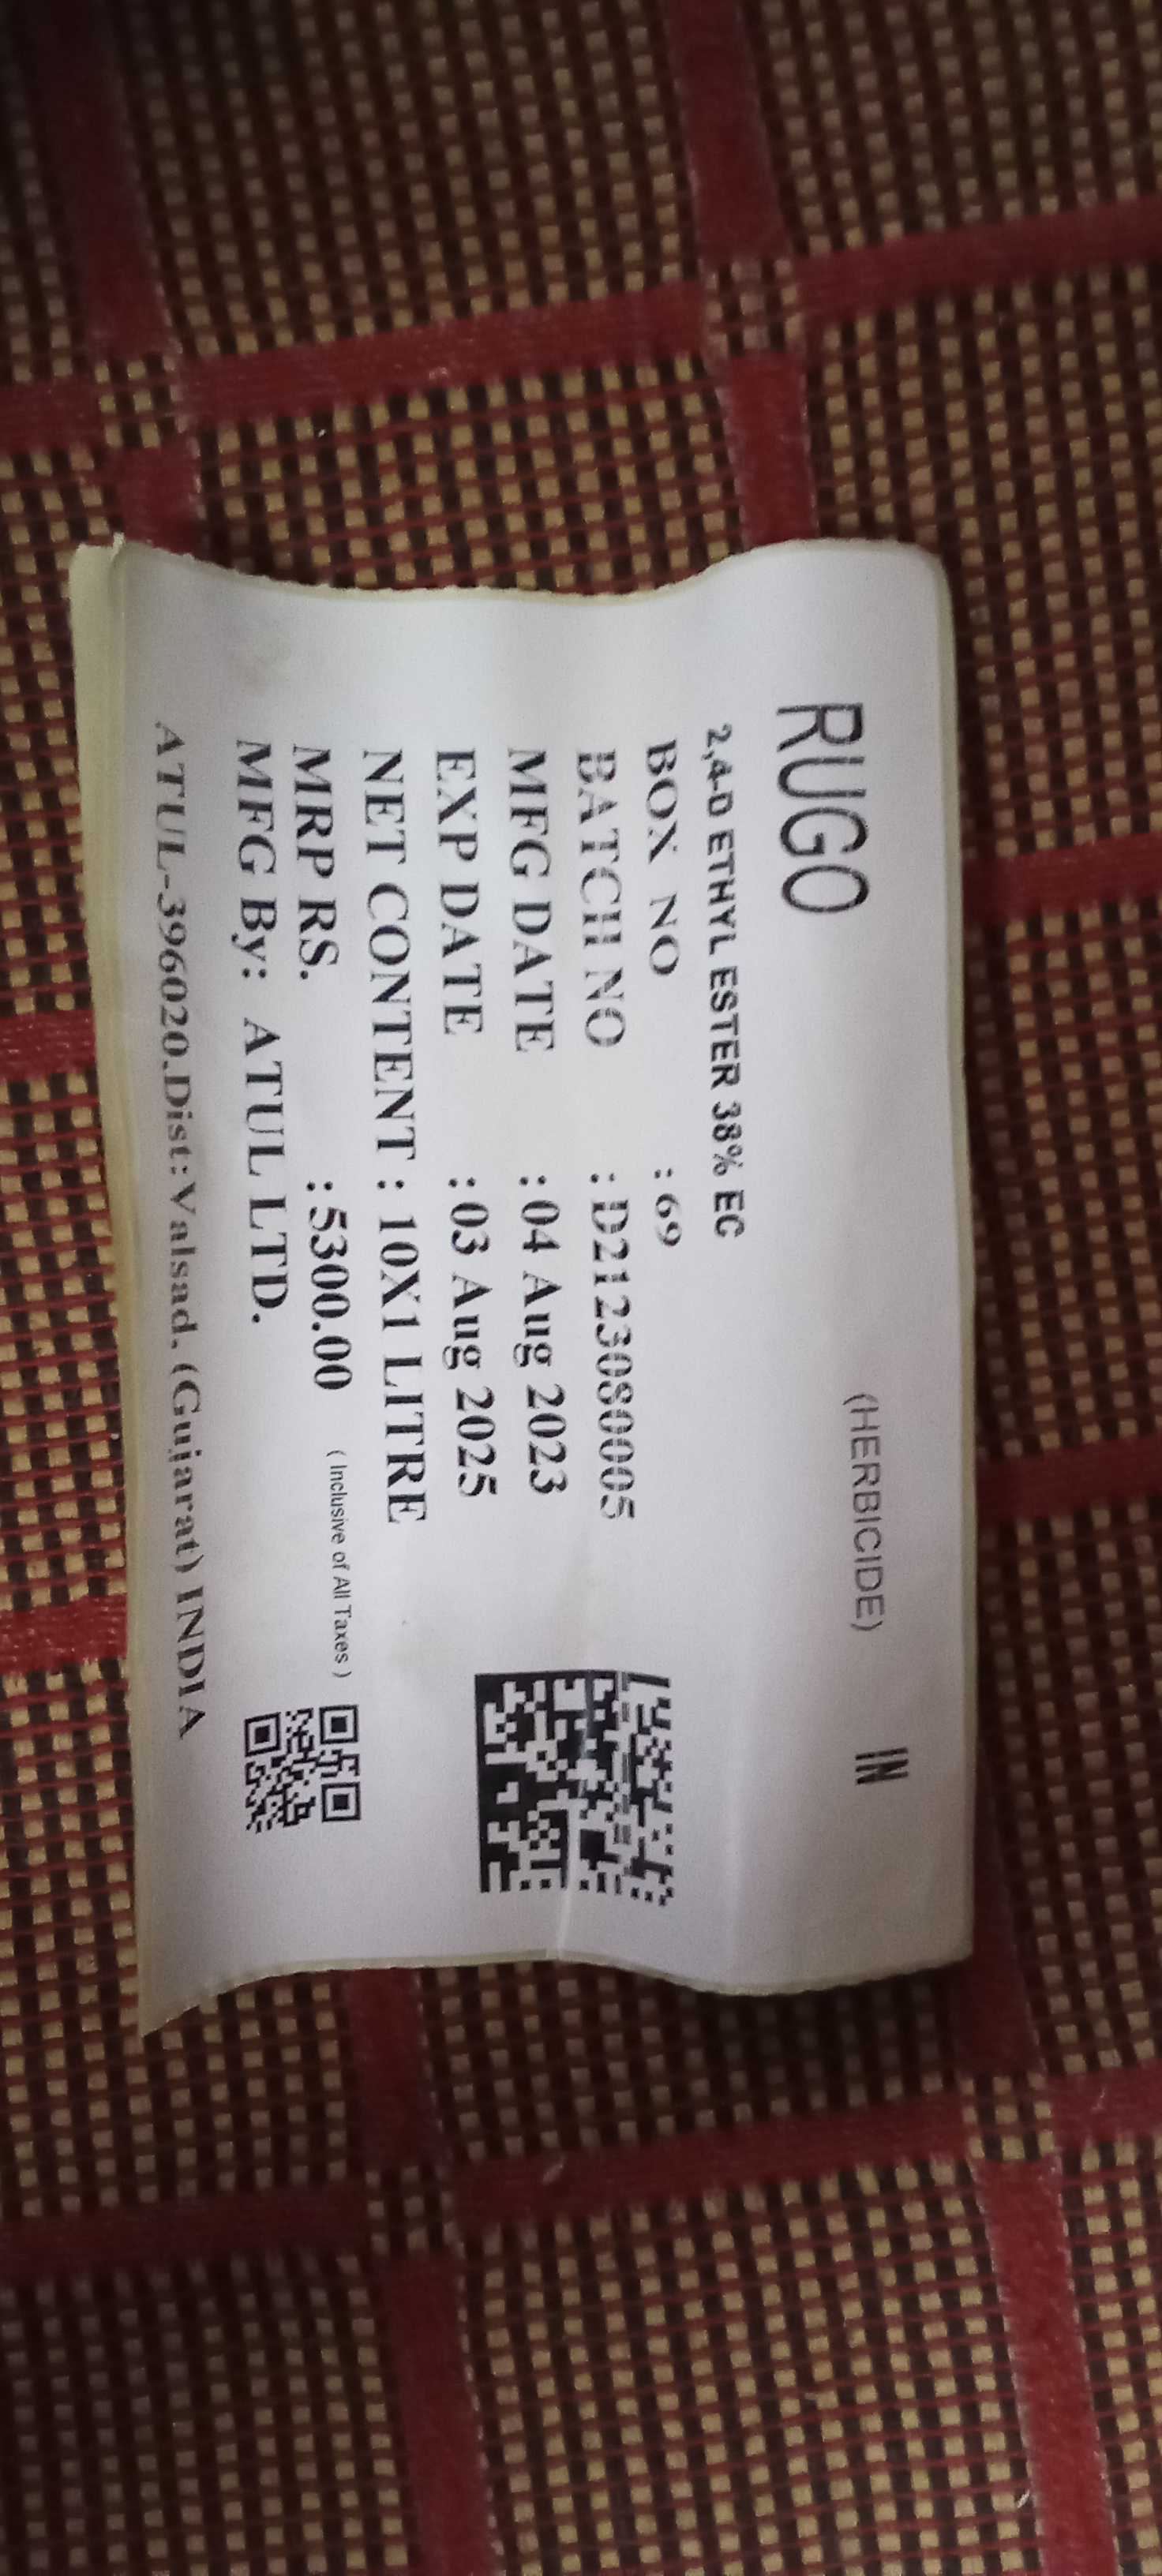 RUGO (HERBICIDE) IN
2,4-D ETHYL ESTER 38% EC
BOX NO : 69
BATCH NO : D2123080005
MFG DATE : 04 Aug 2023
EXP DATE : 03 Aug 2025
NET CONTENT : 10X1 LITRE
MRP RS. : 5300.00 ( Inclusive of All Taxes )
MFG By: ATUL LTD.
ATUL-396020.Dist:Valsad. (Gujarat) INDIA